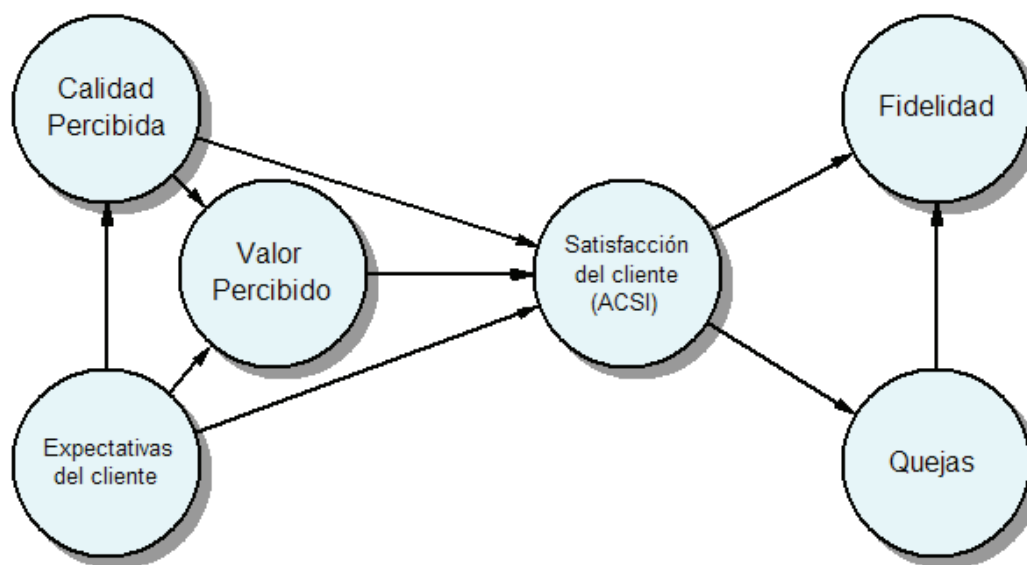 Calidad
Percibida
Fidelidad
Valor
Percibido
Satisfacción
del cliente
(ACSI)
Expectativas
del cliente
Quejas